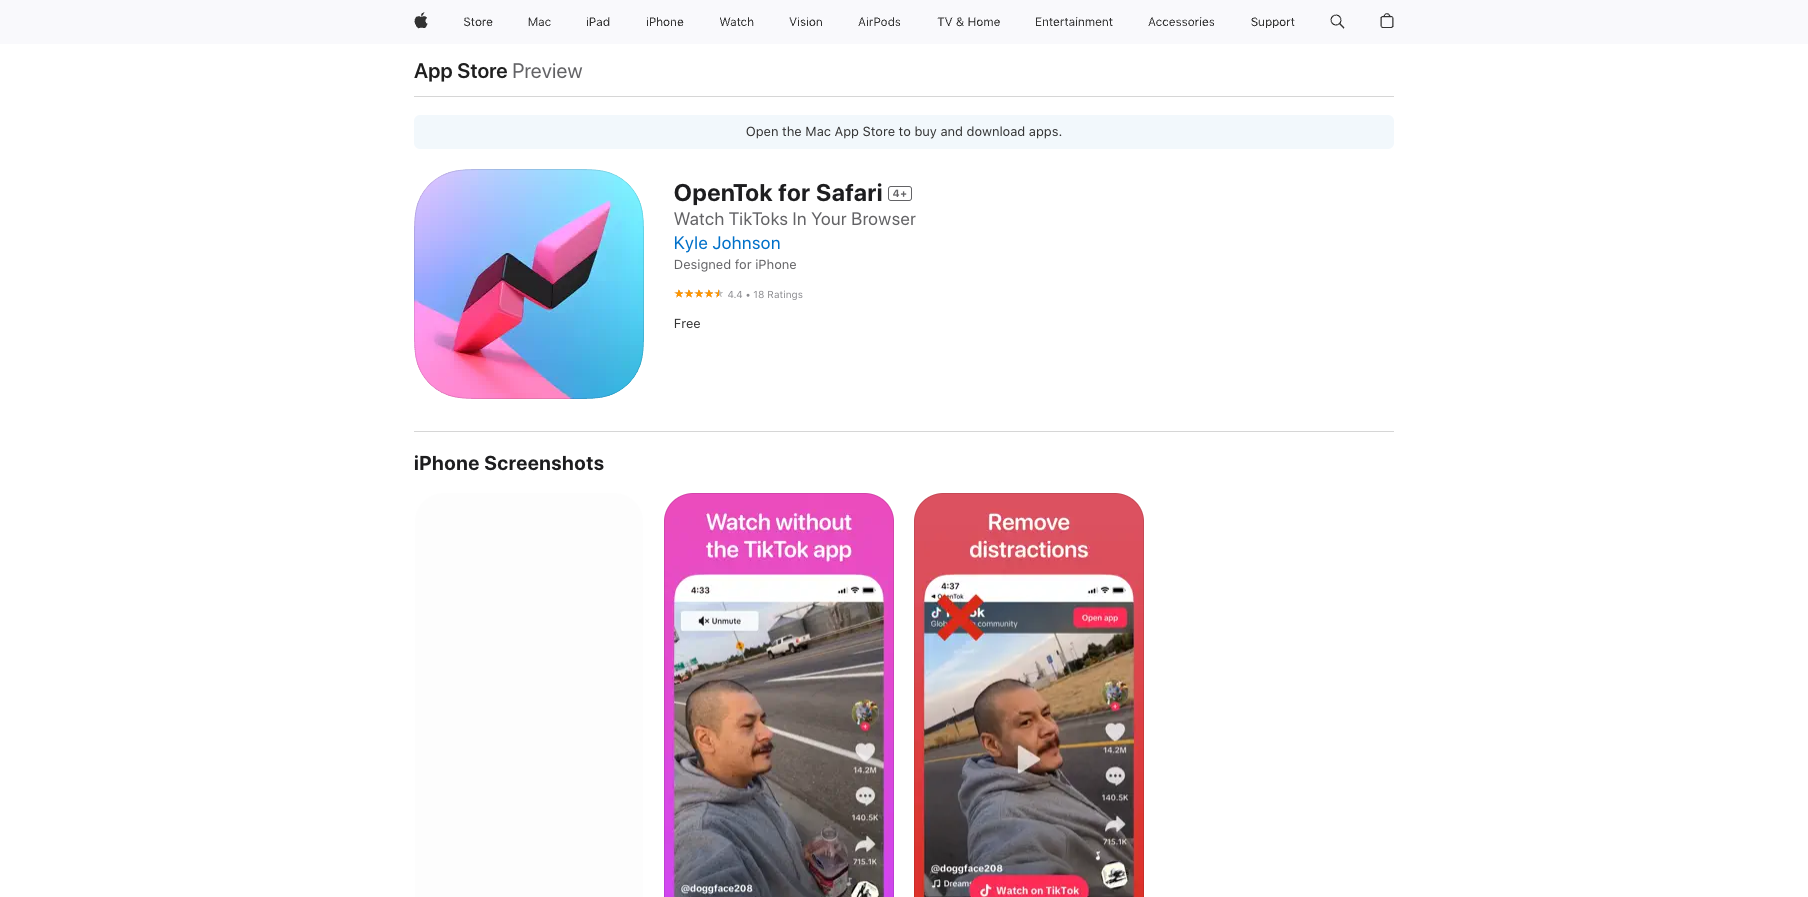 Store Mac iPad iPhone Watch Vision AirPods TV & Home Entertainment Accessories Support
App Store Preview
Open the Mac App Store to buy and download apps.
OpenTok for Safari 4+
Watch TikToks In Your Browser
Kyle Johnson
Designed for iPhone
4.4 • 18 Ratings
Free
iPhone Screenshots
Watch without
the TikTok app
4:33
Unmute
14.2M
140.5K
715.1K
@doggface208
Remove
distractions
4:37
OpenTok
Open app
community
14.2M
140.5K
715.1K
@doggface208
Watch on TikTok